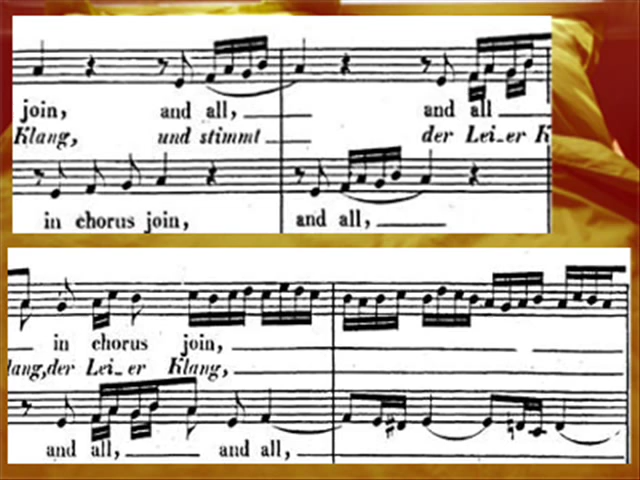 join, and all, and all
Klang, und stimmt der Lei_er K
in chorus join, and all,
in chorus join,
lang, der Lei_er Klang,
and all, and all,